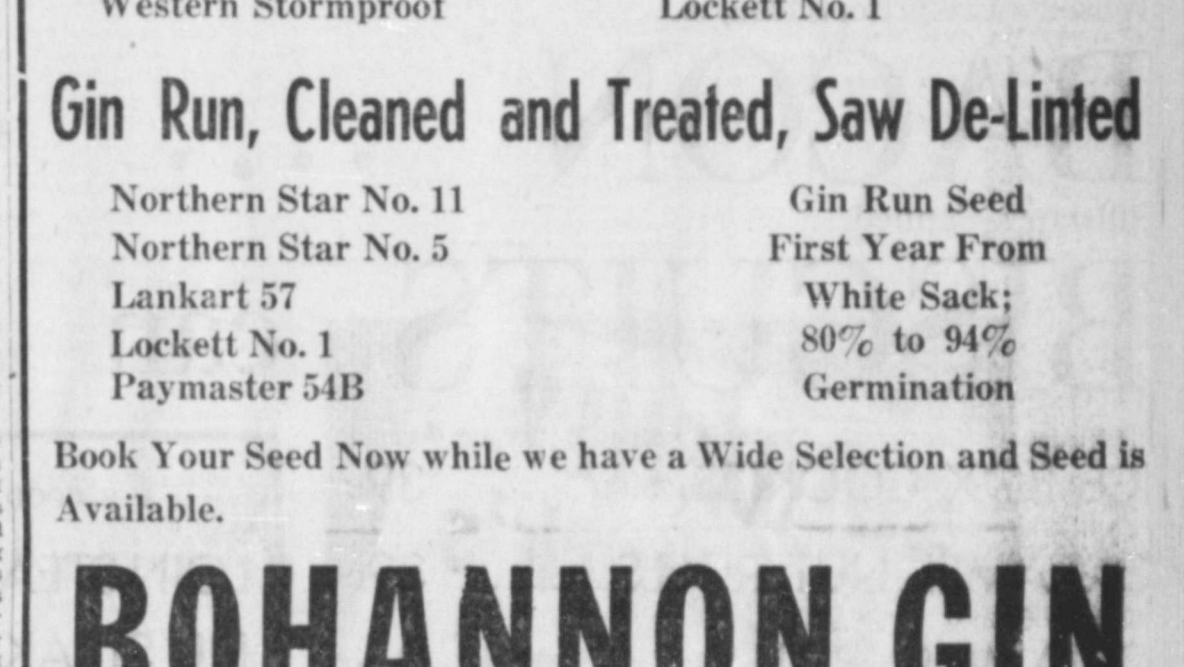 Western Stormproof Lockett No. 1
Gin Run, Cleaned and Treated, Saw De-Linted
Northern Star No. 11 Gin Run Seed
Northern Star No. 5 First Year From
Lankart 57 White Sack;
Lockett No. 1 80% to 94%
Paymaster 54B Germination
Book Your Seed Now while we have a Wide Selection and Seed is
Available.
BOHANNON GIN